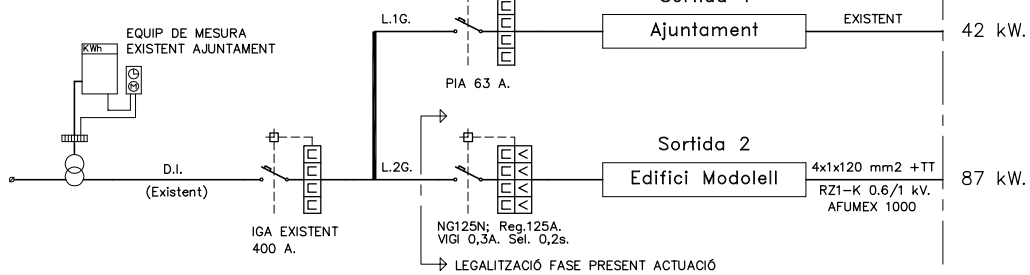 L.1G.
EXISTENT
Ajuntament
42 kW.
EQUIP DE MESURA
EXISTENT AJUNTAMENT
KWh
M
PIA 63 A.
Sortida 2
D.I.
(Existent)
L.2G.
Edifici Modolell
4x1x120 mm2 +TT
RZ1-K 0.6/1 kV.
AFUMEX 1000
87 kW.
IGA EXISTENT
400 A.
NG125N; Reg.125A.
VIGI 0,3A. Sel. 0,2s.
LEGALITZACIÓ FASE PRESENT ACTUACIÓ